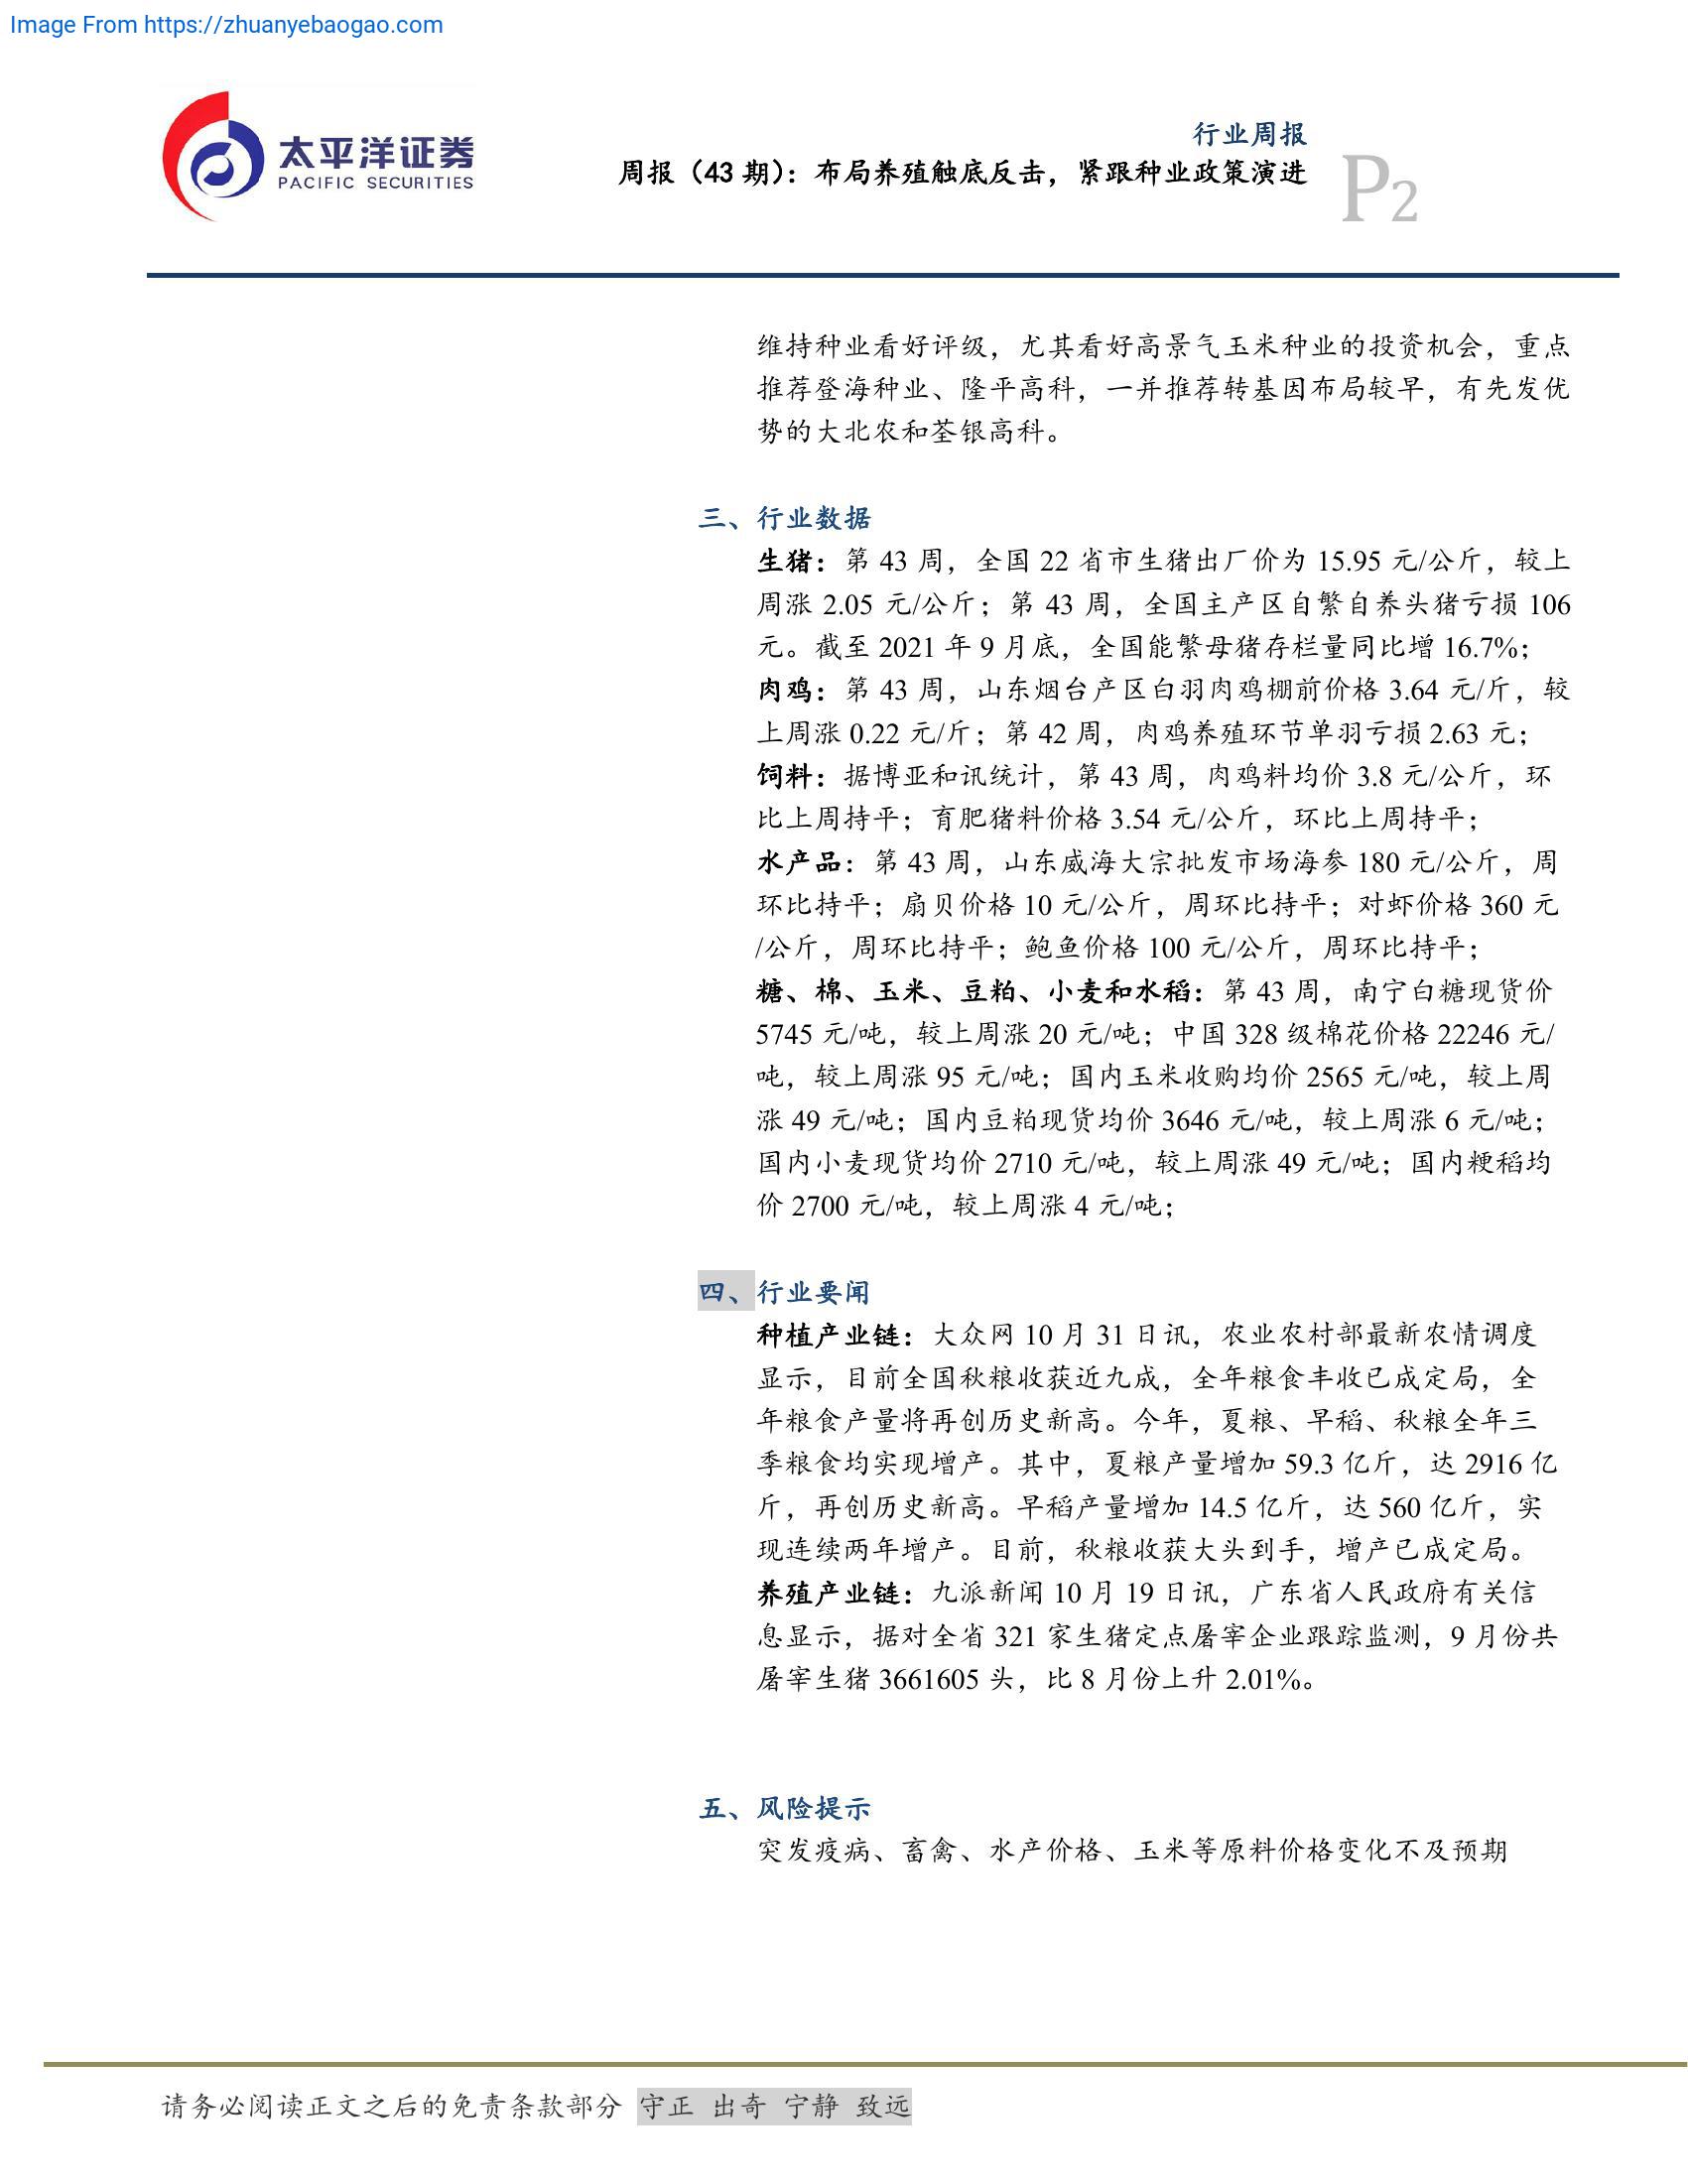 Image From https://zhuanyebaogao.com
太平洋证券
PACIFIC SECURITIES
行业周报
周报（43 期）：布局养殖触底反击，紧跟种业政策演进
P2
维持种业看好评级，尤其看好高景气玉米种业的投资机会，重点
推荐登海种业、隆平高科，一并推荐转基因布局较早，有先发优
势的大北农和荃银高科。
三、行业数据
生猪：第 43 周，全国 22 省市生猪出厂价为 15.95 元/公斤，较上
周涨 2.05 元/公斤；第 43 周，全国主产区自繁自养头猪亏损 106
元。截至 2021 年 9 月底，全国能繁母猪存栏量同比增 16.7%；
肉鸡：第 43 周，山东烟台产区白羽肉鸡棚前价格 3.64 元/斤，较
上周涨 0.22 元/斤；第 42 周，肉鸡养殖环节单羽亏损 2.63 元；
饲料：据博亚和讯统计，第 43 周，肉鸡料均价 3.8 元/公斤，环
比上周持平；育肥猪料价格 3.54 元/公斤，环比上周持平；
水产品：第 43 周，山东威海大宗批发市场海参 180 元/公斤，周
环比持平；扇贝价格 10 元/公斤，周环比持平；对虾价格 360 元
/公斤，周环比持平；鲍鱼价格 100 元/公斤，周环比持平；
糖、棉、玉米、豆粕、小麦和水稻：第 43 周，南宁白糖现货价
5745 元/吨，较上周涨 20 元/吨；中国 328 级棉花价格 22246 元/
吨，较上周涨 95 元/吨；国内玉米收购均价 2565 元/吨，较上周
涨 49 元/吨；国内豆粕现货均价 3646 元/吨，较上周涨 6 元/吨；
国内小麦现货均价 2710 元/吨，较上周涨 49 元/吨；国内粳稻均
价 2700 元/吨，较上周涨 4 元/吨；
四、行业要闻
种植产业链：大众网 10 月 31 日讯，农业农村部最新农情调度
显示，目前全国秋粮收获近九成，全年粮食丰收已成定局，全
年粮食产量将再创历史新高。今年，夏粮、早稻、秋粮全年三
季粮食均实现增产。其中，夏粮产量增加 59.3 亿斤，达 2916 亿
斤，再创历史新高。早稻产量增加 14.5 亿斤，达 560 亿斤，实
现连续两年增产。目前，秋粮收获大头到手，增产已成定局。
养殖产业链：九派新闻 10 月 19 日讯，广东省人民政府有关信
息显示，据对全省 321 家生猪定点屠宰企业跟踪监测，9 月份共
屠宰生猪 3661605 头，比 8 月份上升 2.01%。
五、风险提示
突发疫病、畜禽、水产价格、玉米等原料价格变化不及预期
请务必阅读正文之后的免责条款部分 守正 出奇 宁静 致远